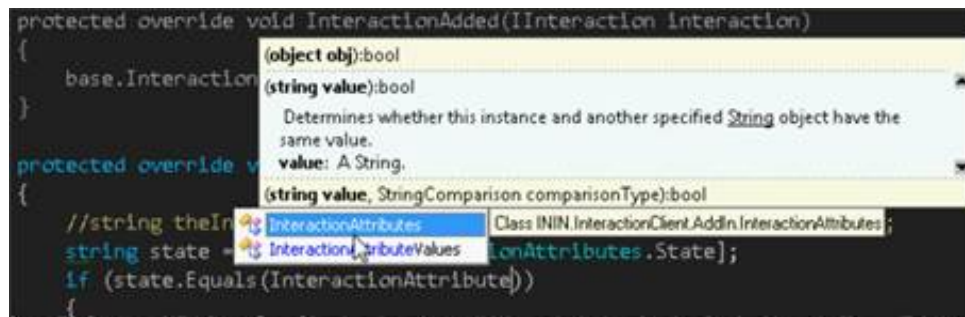 protected override void InteractionAdded(IInteraction interaction)
{
(object obj):bool
base.Interaction
(string value):bool
}
Determines whether this instance and another specified String object have the
same value.
protected override v
value: A String.
{
(string value, StringComparison comparisonType):bool
//string theIn
InteractionAttributes
Class ININ.InteractionClient.AddIn.InteractionAttributes
;
string state =
InteractionAttributeValues
ionAttributes.State];
if (state.Equals(InteractionAttribute))
{